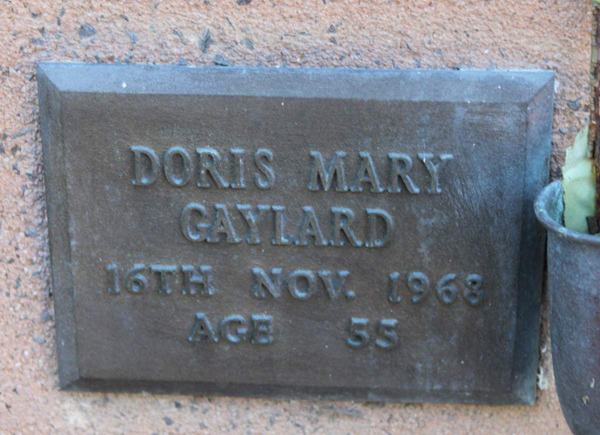 DORIS MARY
GAYLARD
16TH NOV. 1968
AGE 55